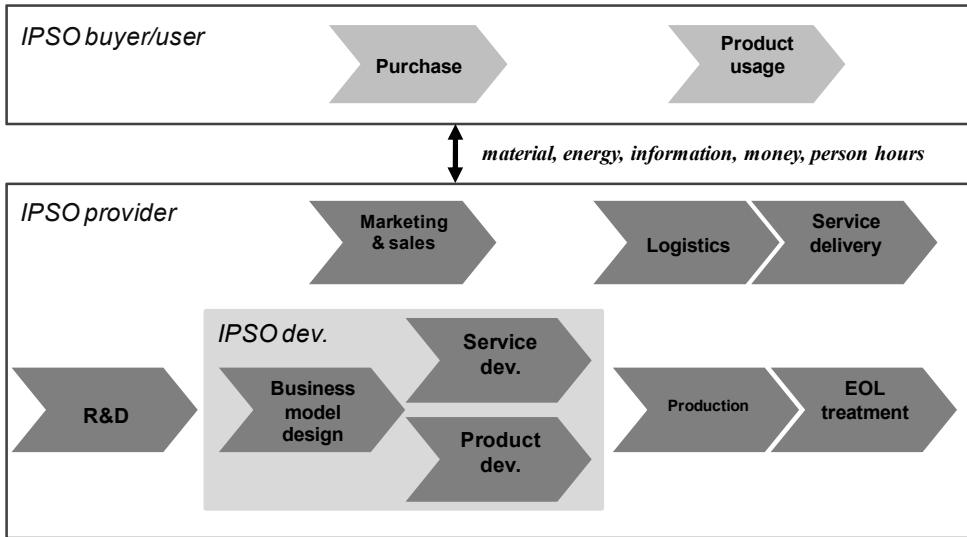 IPSO buyer/user
Purchase
Product
usage
material, energy, information, money, person hours
IPSO provider
Marketing
& sales
Logistics
Service
delivery
IPSO dev.
R&D
Business
model
design
Service
dev.
Product
dev.
Production
EOL
treatment